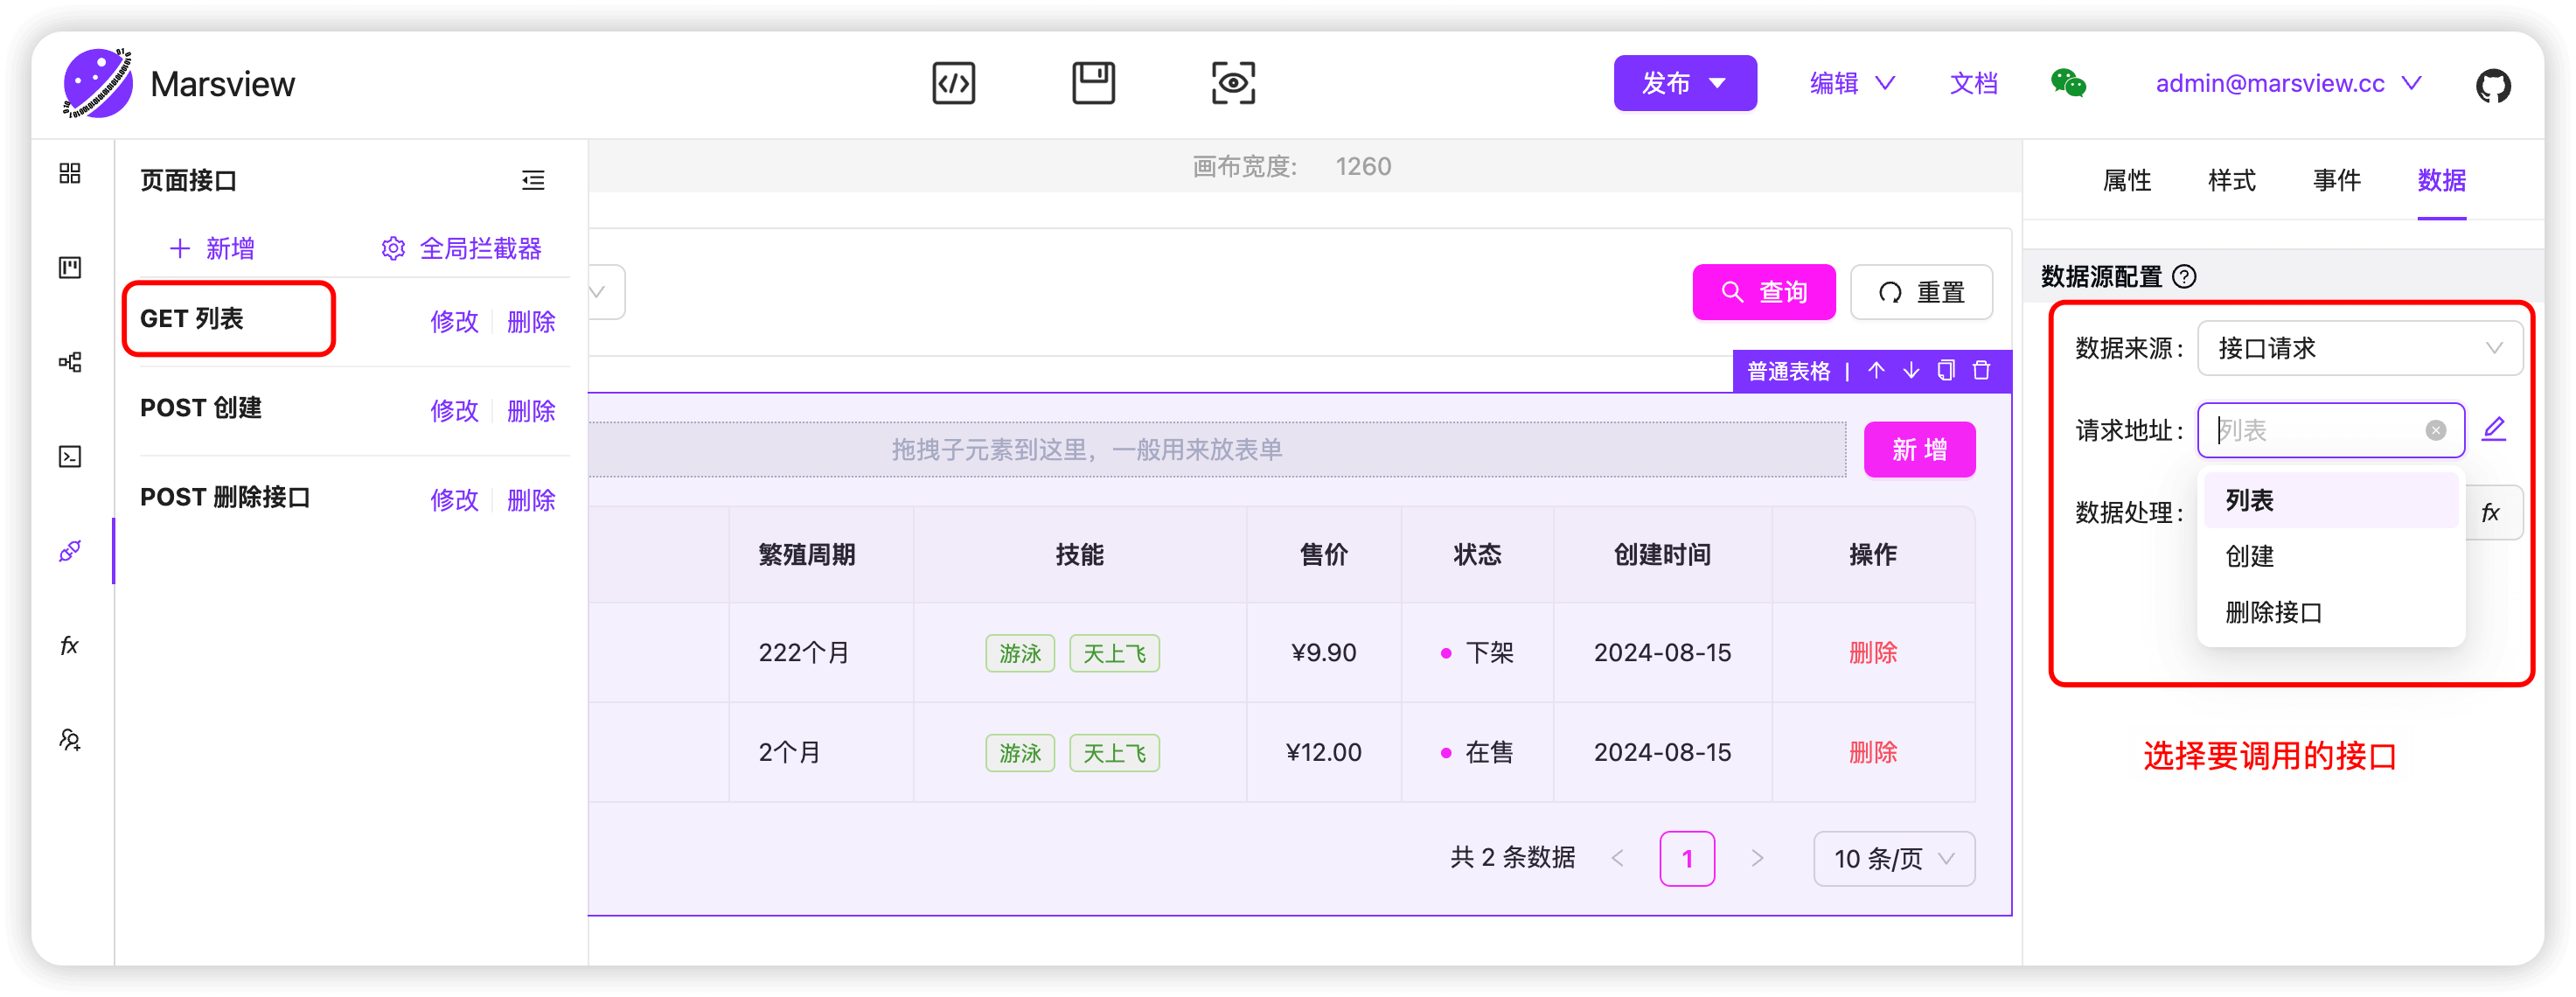 Marsview
发布
编辑
文档
admin@marsview.cc
页面接口
新增
全局拦截器
GET 列表
修改
删除
POST 创建
修改
删除
POST 删除接口
修改
删除
画布宽度: 1260
查询
重置
普通表格
拖拽子元素到这里，一般用来放表单
新 增
繁殖周期 技能 售价 状态 创建时间 操作
222个月 游泳 天上飞 ¥9.90 下架 2024-08-15 删除
2个月 游泳 天上飞 ¥12.00 在售 2024-08-15 删除
共 2 条数据
1
10 条/页
属性 样式 事件 数据
数据源配置
数据来源: 接口请求
请求地址: 列表
数据处理: fx
列表
创建
删除接口
选择要调用的接口